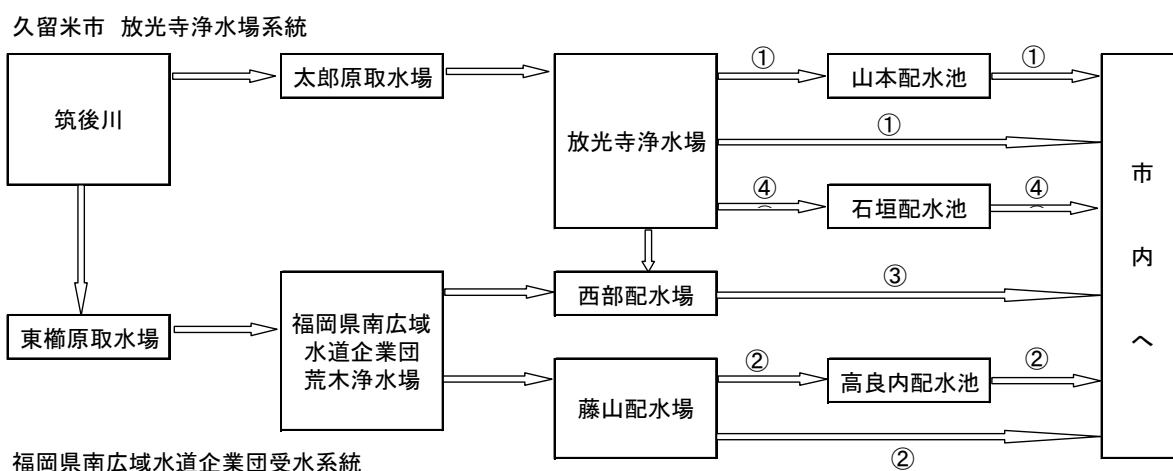 久留米市 放光寺浄水場系統
筑後川
太郎原取水場
放光寺浄水場
①
山本配水池
①
①
④
石垣配水池
④
市内へ
東櫛原取水場
福岡県南広域
水道企業団
荒木浄水場
西部配水場
③
藤山配水場
②
高良内配水池
②
②
福岡県南広域水道企業団受水系統